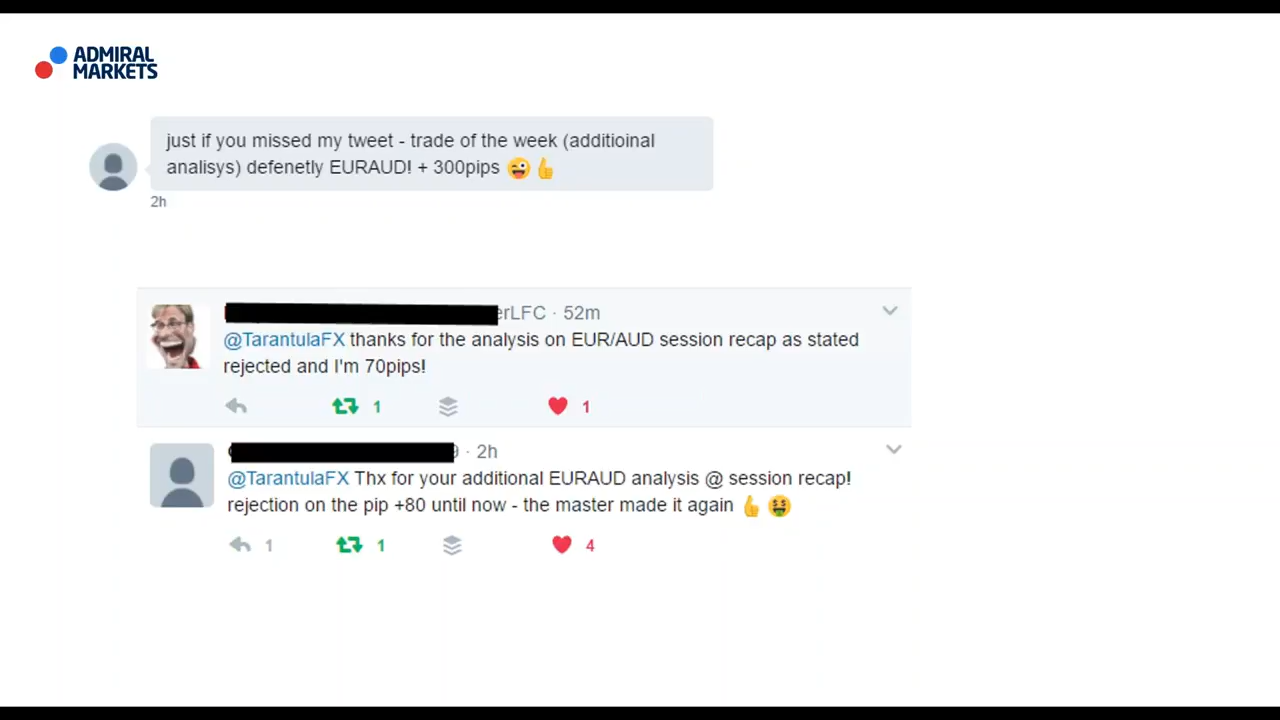 ADMIRAL
MARKETS
just if you missed my tweet - trade of the week (additioinal
analisys) defenetly EURAUD! + 300pips 😜 👍
2h
erLFC · 52m
@TarantulaFX thanks for the analysis on EUR/AUD session recap as stated
rejected and I'm 70pips!
1 1
9 · 2h
@TarantulaFX Thx for your additional EURAUD analysis @ session recap!
rejection on the pip +80 until now - the master made it again 👍 🤑
1 1 4